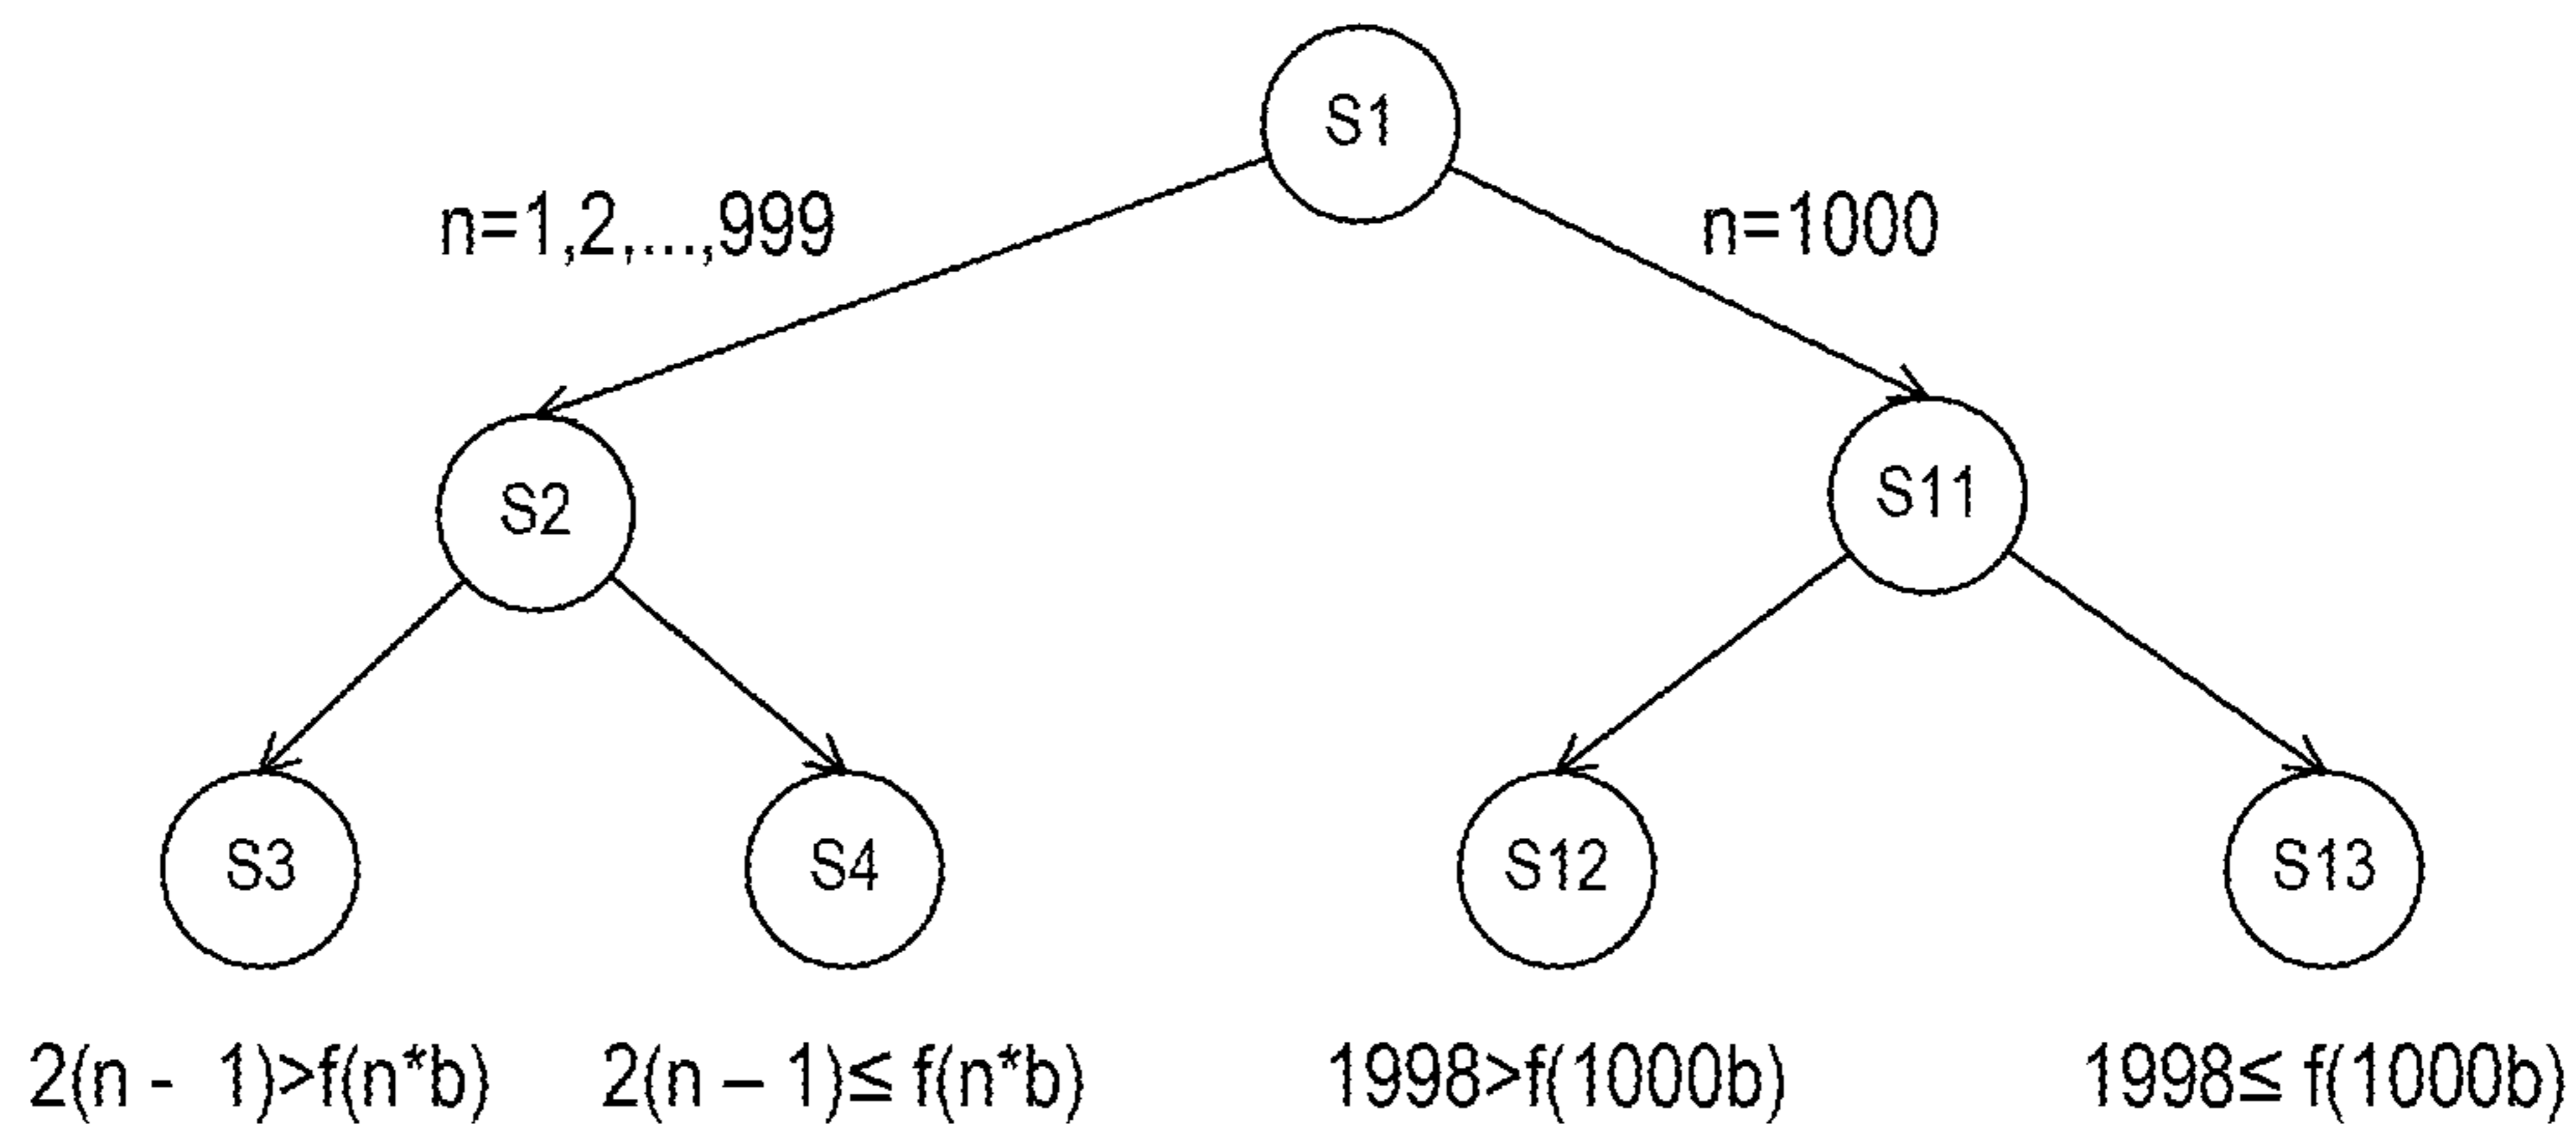 S1
n=1,2,...,999
n=1000
S2
S11
S3
S4
S12
S13
2(n - 1)>f(n*b)
2(n – 1)≤ f(n*b)
1998>f(1000b)
1998≤ f(1000b)